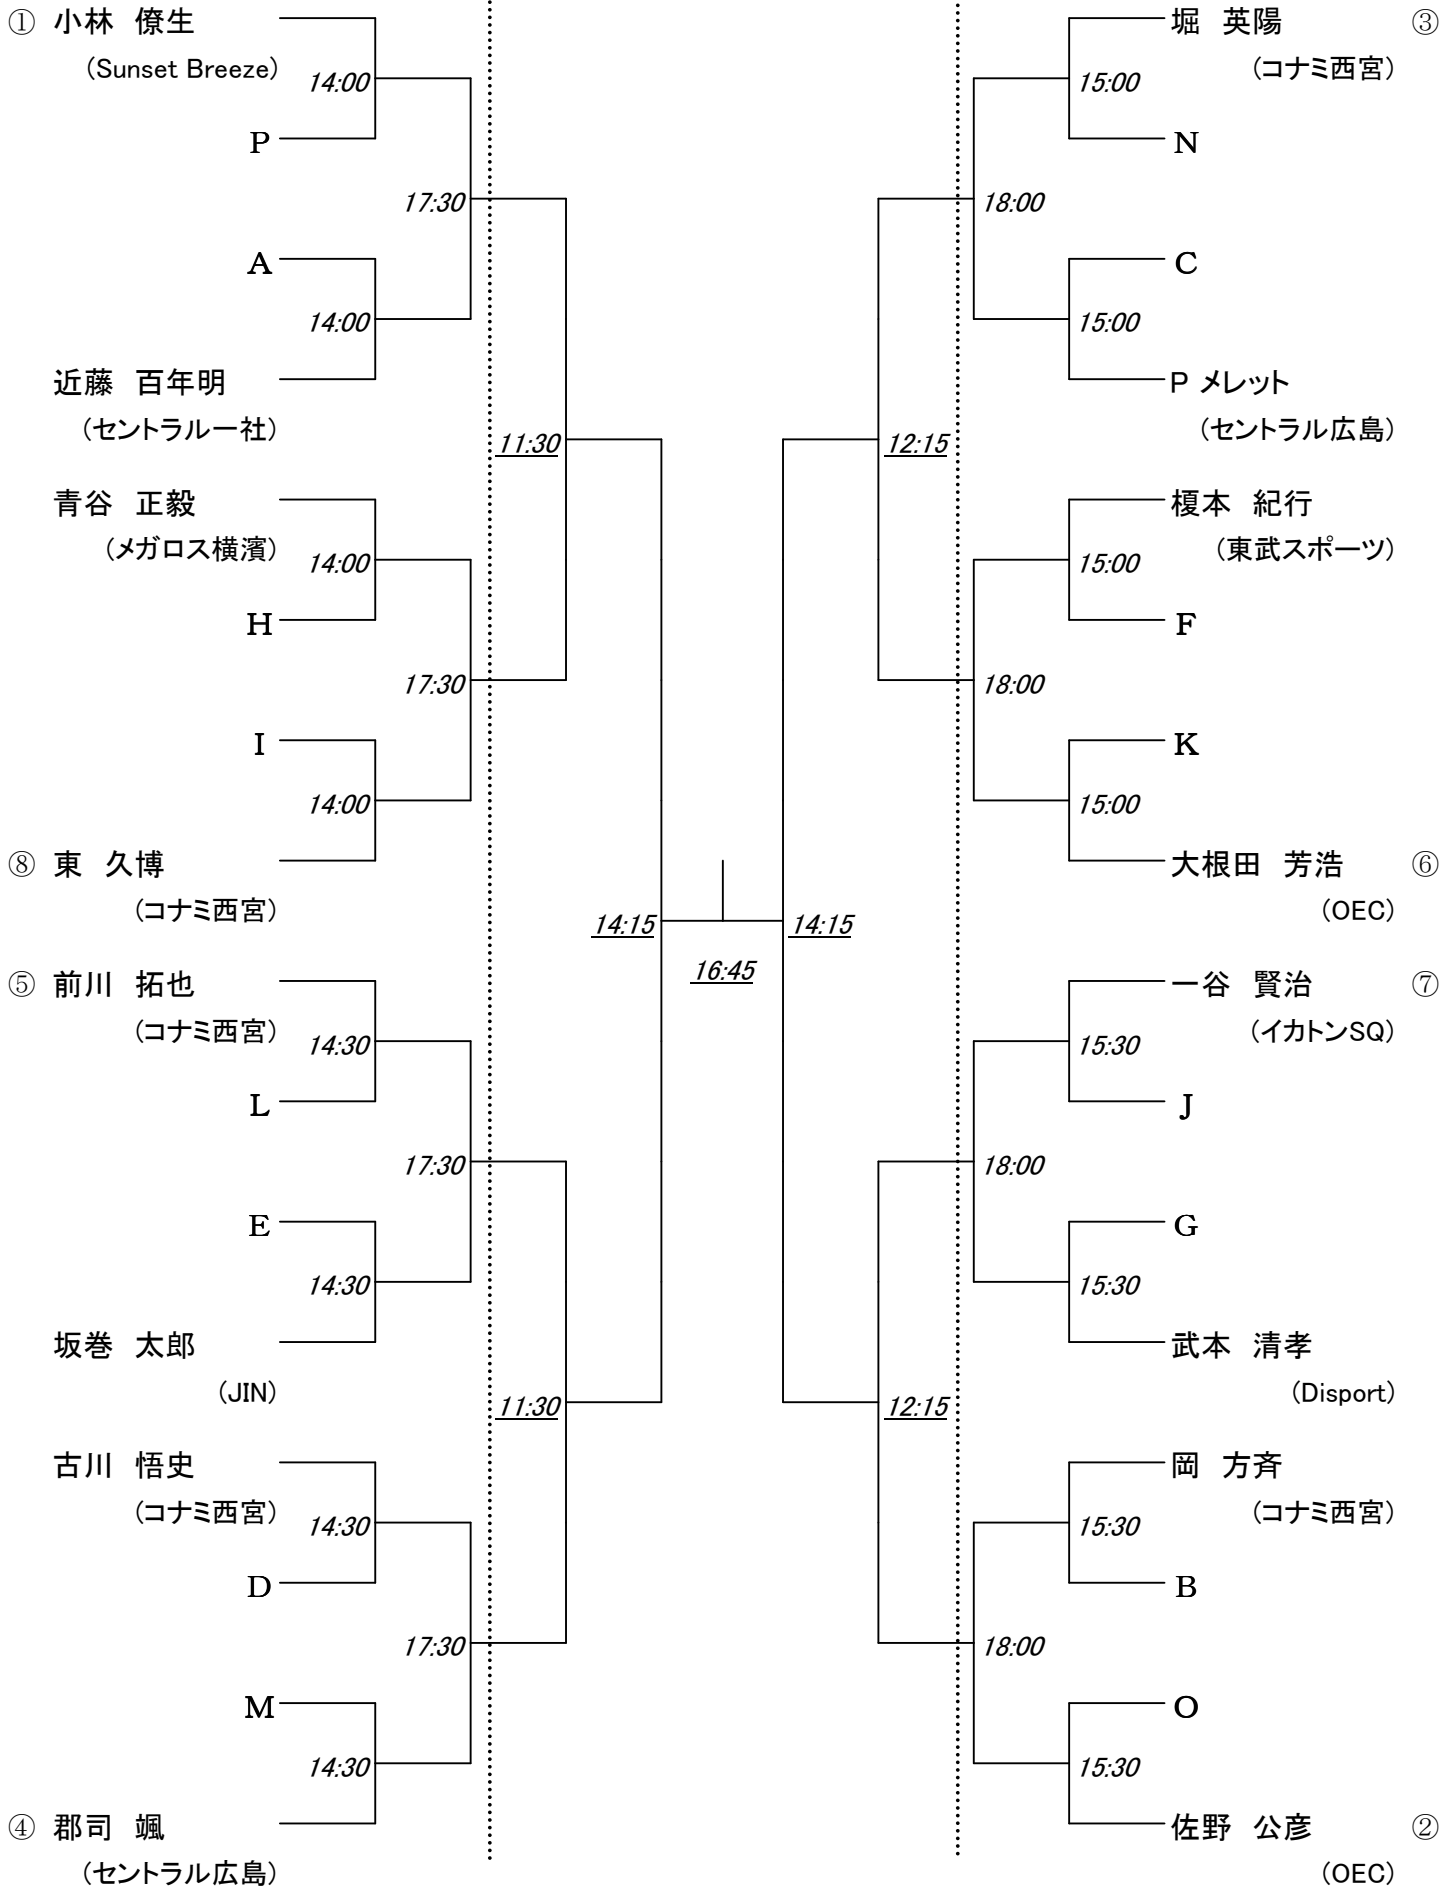 ① 小林 僚生
(Sunset Breeze)
14:00
P
17:30
A
14:00
近藤 百年明
(セントラル一社)
11:30
青谷 正毅
(メガロス横濱)
14:00
H
17:30
I
14:00
⑧ 東 久博
(コナミ西宮)
14:15
⑤ 前川 拓也
(コナミ西宮)
14:30
L
17:30
E
14:30
坂巻 太郎
(JIN)
11:30
古川 悟史
(コナミ西宮)
14:30
D
17:30
M
14:30
④ 郡司 颯
(セントラル広島)
16:45
堀 英陽 ③
(コナミ西宮)
15:00
N
18:00
C
15:00
P メレット
(セントラル広島)
12:15
榎本 紀行
(東武スポーツ)
15:00
F
18:00
K
15:00
大根田 芳浩 ⑥
(OEC)
14:15
一谷 賢治 ⑦
(イカトンSQ)
15:30
J
18:00
G
15:30
武本 清孝
(Disport)
12:15
岡 方斉
(コナミ西宮)
15:30
B
18:00
O
15:30
佐野 公彦 ②
(OEC)